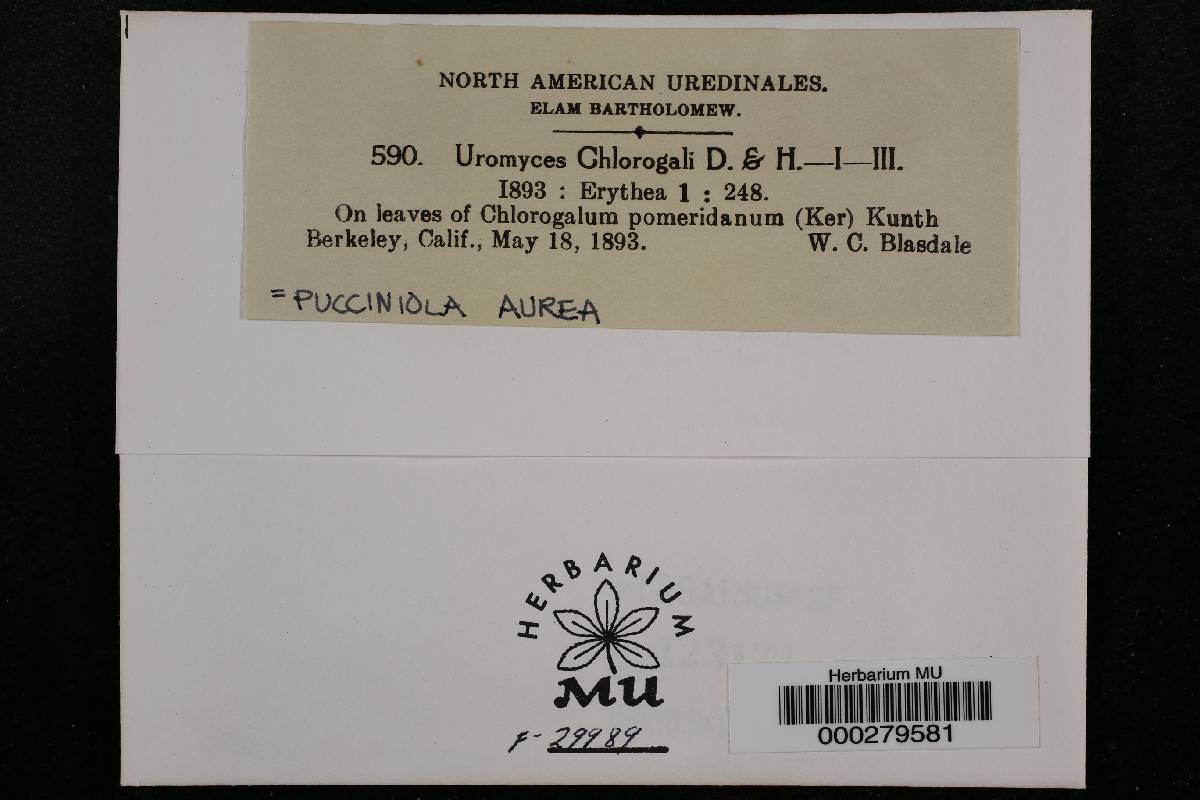 NORTH AMERICAN UREDINALES.
ELAM BARTHOLOMEW.
590. Uromyces Chlorogali D. & H.—I—III.
1893 : Erythea 1 : 248.
On leaves of Chlorogalum pomeridanum (Ker) Kunth
Berkeley, Calif., May 18, 1893. W. C. Blasdale
= PUCCINIOLA AUREA
HERBARIUM
MU
F- 29989
Herbarium MU
000279581